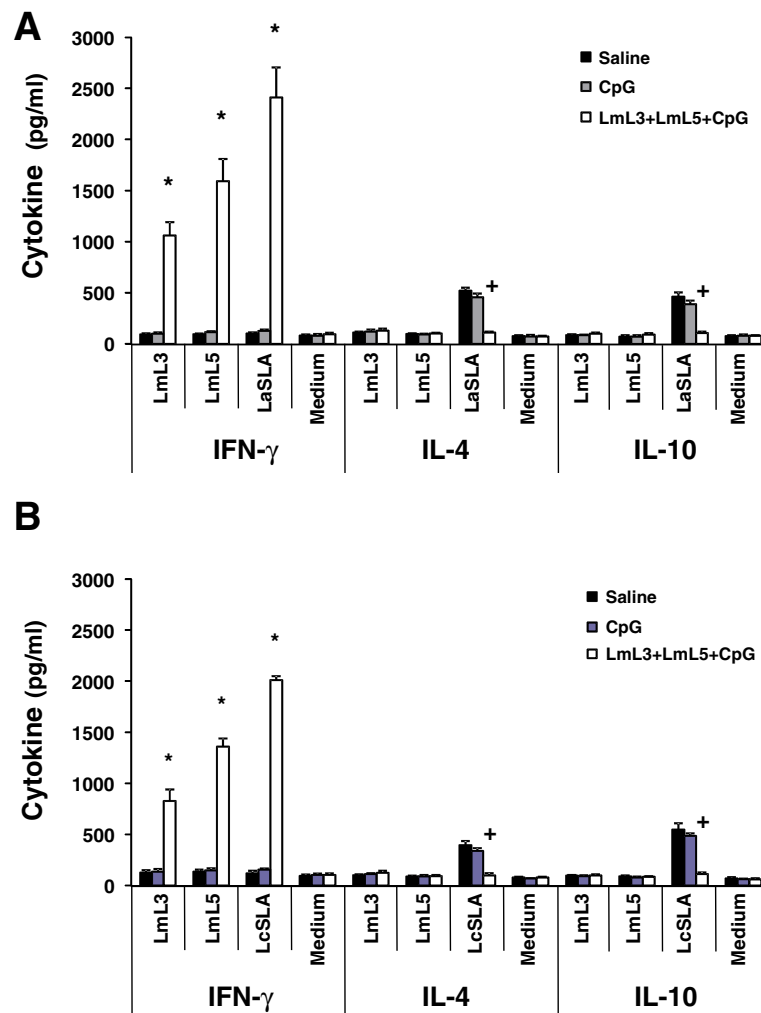 A
Cytokine (pg/ml)
3000
2500
2000
1500
1000
500
0
*
*
*
+
+
Saline
CpG
LmL3+LmL5+CpG
LmL3
LmL5
LaSLA
Medium
LmL3
LmL5
LaSLA
Medium
LmL3
LmL5
LaSLA
Medium
IFN-γ
IL-4
IL-10
B
Cytokine (pg/ml)
3000
2500
2000
1500
1000
500
0
*
*
*
+
+
Saline
CpG
LmL3+LmL5+CpG
LmL3
LmL5
LcSLA
Medium
LmL3
LmL5
LcSLA
Medium
LmL3
LmL5
LcSLA
Medium
IFN-γ
IL-4
IL-10